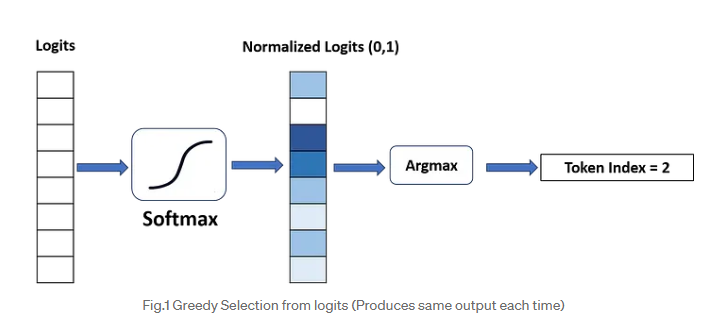 Logits
Normalized Logits (0,1)
Softmax
Argmax
Token Index = 2
Fig.1 Greedy Selection from logits (Produces same output each time)